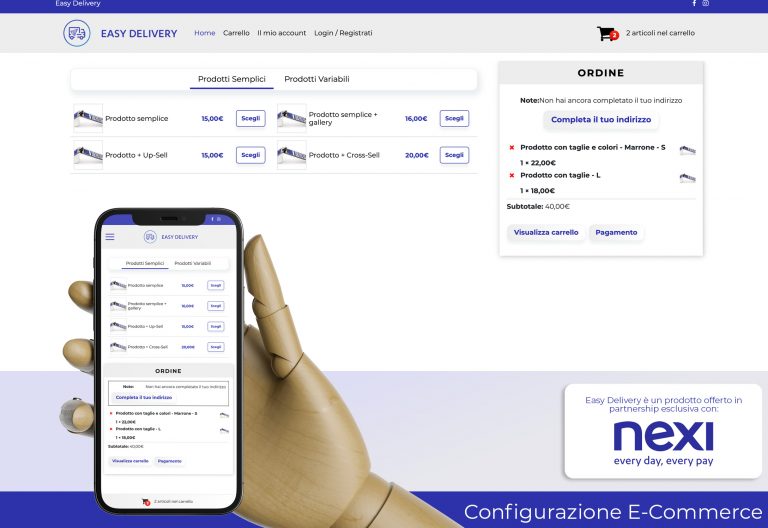 Easy Delivery
EASY DELIVERY
Home Carrello Il mio account Login / Registrati
2
2 articoli nel carrello
Prodotti Semplici Prodotti Variabili
Prodotto semplice 15,00€ Scegli
Prodotto semplice + gallery 16,00€ Scegli
Prodotto + Up-Sell 15,00€ Scegli
Prodotto + Cross-Sell 20,00€ Scegli
ORDINE
Note:Non hai ancora completato il tuo indirizzo
Completa il tuo indirizzo
Prodotto con taglie e colori - Marrone - S
1 × 22,00€
Prodotto con taglie - L
1 × 18,00€
Subtotale: 40,00€
Visualizza carrello Pagamento
EASY DELIVERY
Prodotti Semplici Prodotti Variabili
Prodotto semplice 15,00€ Scegli
Prodotto semplice + gallery 16,00€ Scegli
Prodotto + Up-Sell 15,00€ Scegli
Prodotto + Cross-Sell 20,00€ Scegli
ORDINE
Note: Non hai ancora completato il tuo indirizzo
Completa il tuo indirizzo
Prodotto con taglie e colori - Marrone - S
1 × 22,00€
Prodotto con taglie - L
1 × 18,00€
Subtotale: 40,00€
Visualizza carrello Pagamento
2 articoli nel carrello
Easy Delivery è un prodotto offerto in
partnership esclusiva con:
nexi
every day, every pay
Configurazione E-Commerce